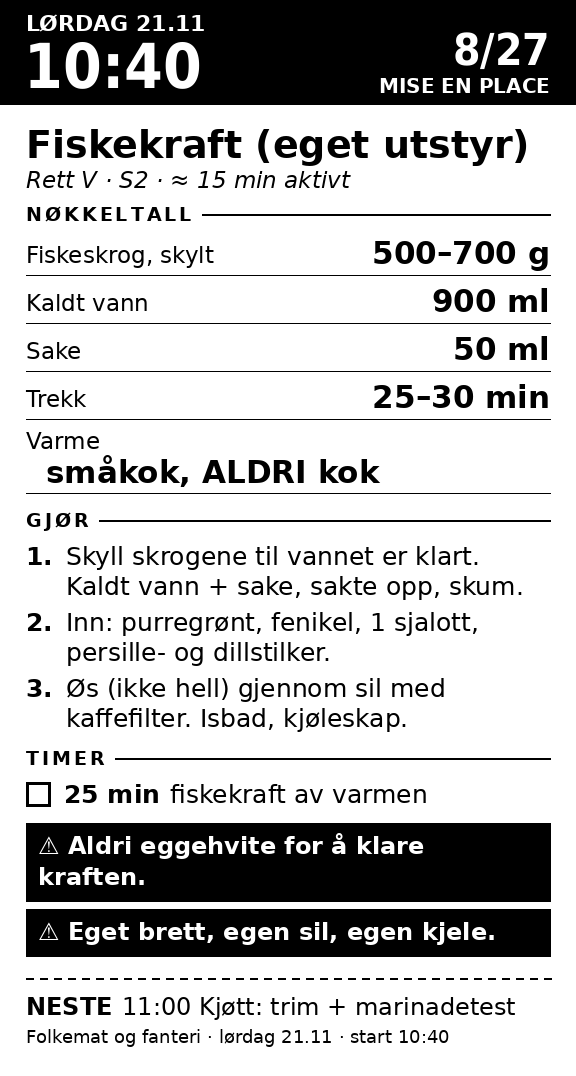 LØRDAG 21.11
10:40
8/27
MISE EN PLACE
Fiskekraft (eget utstyr)
Rett V · S2 · ≈ 15 min aktivt
NØKKELTALL
Fiskeskrog, skylt 500–700 g
Kaldt vann 900 ml
Sake 50 ml
Trekk 25–30 min
Varme
småkok, ALDRI kok
GJØR
1. Skyll skrogene til vannet er klart.
Kaldt vann + sake, sakte opp, skum.
2. Inn: purregrønt, fenikel, 1 sjalott,
persille- og dillstilker.
3. Øs (ikke hell) gjennom sil med
kaffefilter. Isbad, kjøleskap.
TIMER
☐ 25 min fiskekraft av varmen
⚠ Aldri eggehvite for å klare
kraften.
⚠ Eget brett, egen sil, egen kjele.
NESTE 11:00 Kjøtt: trim + marinadetest
Folkemat og fanteri · lørdag 21.11 · start 10:40